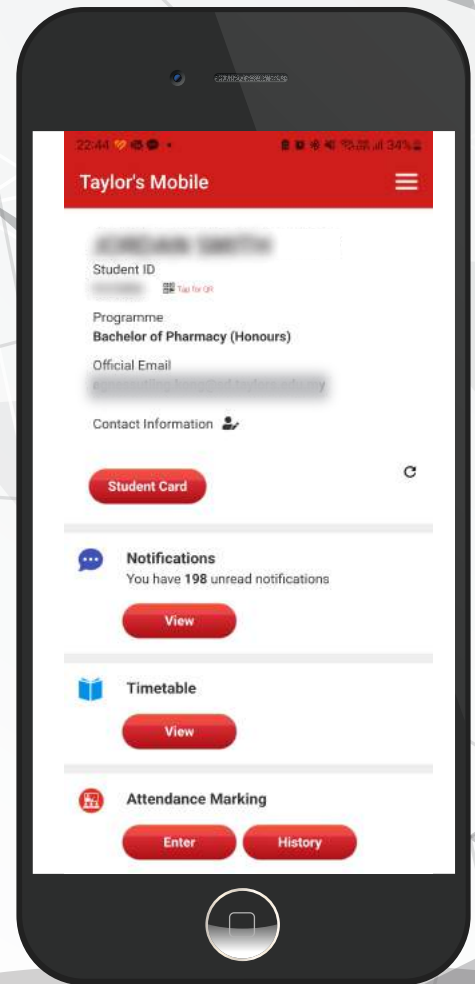 22:44
34%
Taylor's Mobile
Student ID
Tap for QR
Programme
Bachelor of Pharmacy (Honours)
Official Email
Contact Information
Student Card
Notifications
You have 198 unread notifications
View
Timetable
View
Attendance Marking
Enter History